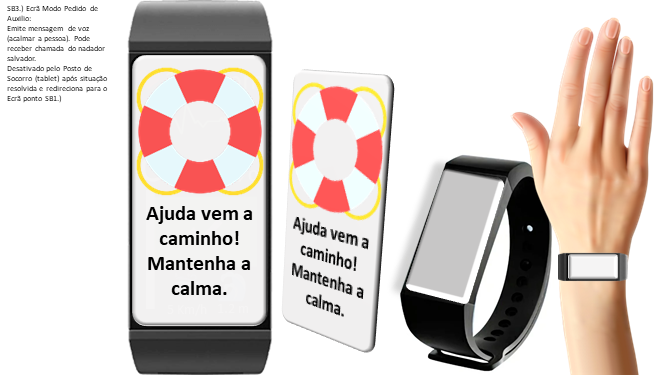 SB3.) Ecrã Modo Pedido de
Auxílio:
Emite mensagem de voz
(acalmar a pessoa). Pode
receber chamada do nadador
salvador.
Desativado pelo Posto de
Socorro (tablet) após situação
resolvida e redireciona para o
Ecrã ponto SB1.)
Ajuda vem a
caminho!
Mantenha a
calma.
Ajuda vem a
caminho!
Mantenha a
calma.